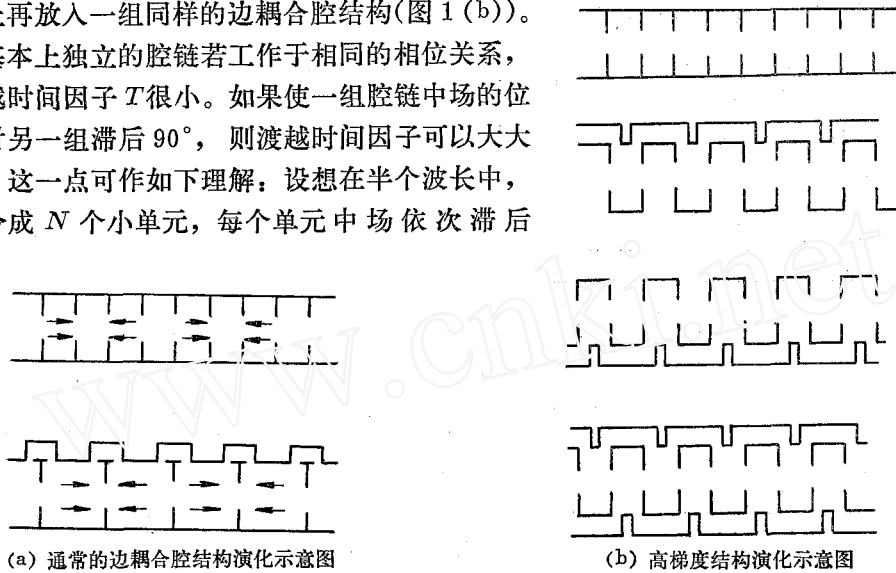 再放入一组同样的边耦合腔结构(图1(b))。
本上独立的腔链若工作于相同的相位关系，
时间因子T很小。如果使一组腔链中场的位
另一组滞后90°，则渡越时间因子可以大大
这一点可作如下理解：设想在半个波长中，
成N个小单元，每个单元中场依次滞后
www.cnki.net
(a) 通常的边耦合腔结构演化示意图
(b) 高梯度结构演化示意图